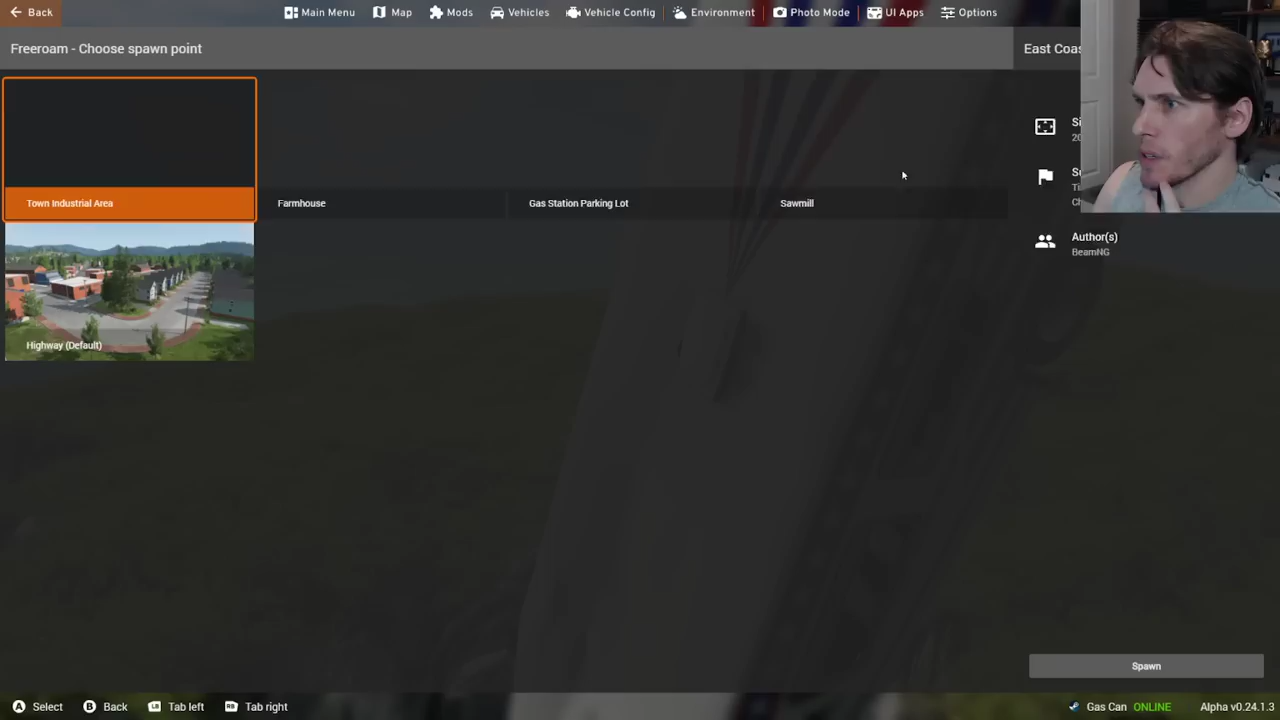 Back
Main Menu
Map
Mods
Vehicles
Vehicle Config
Environment
Photo Mode
UI Apps
Options
Freeroam - Choose spawn point
East Coas
Town Industrial Area
Farmhouse
Gas Station Parking Lot
Sawmill
Highway (Default)
Author(s)
BeamNG
Spawn
Select
Back
Tab left
Tab right
Gas Can ONLINE
Alpha v0.24.1.3